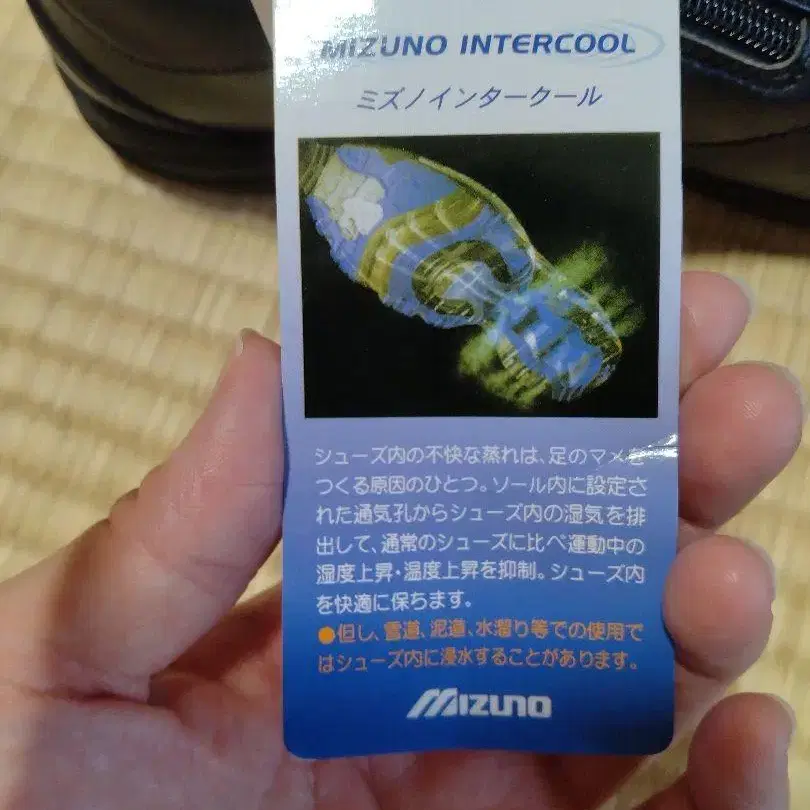 MIZUNO INTERCOOL
ミズノインタークール
シューズ内の不快な蒸れは、足のマメを
つくる原因のひとつ。ソール内に設定さ
れた通気孔からシューズ内の湿気を排
出して、通常のシューズに比べ運動中の
湿度上昇・温度上昇を抑制。シューズ内
を快適に保ちます。
●但し、雪道、泥道、水溜り等での使用で
はシューズ内に浸水することがあります。
MIZUNO